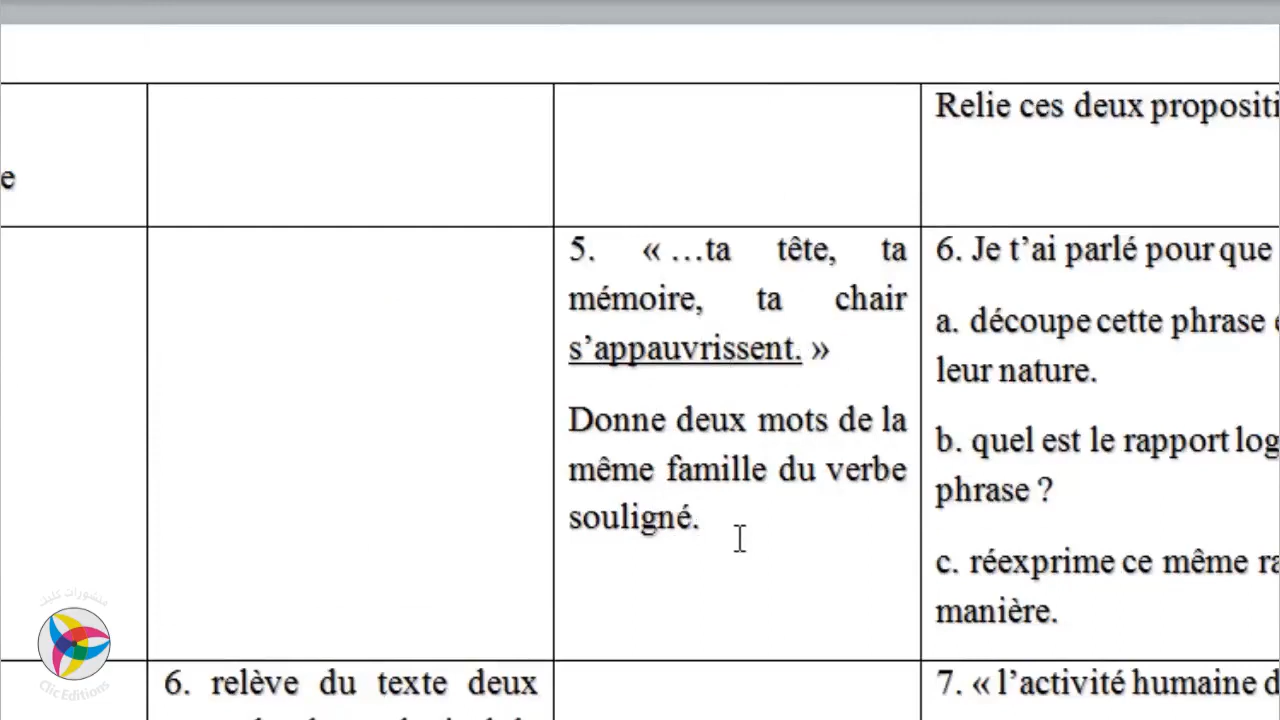 e
Relie ces deux propositi
5. « …ta tête, ta
mémoire, ta chair
s’appauvrissent. »
Donne deux mots de la
même famille du verbe
souligné.
6. Je t’ai parlé pour que
a. découpe cette phrase e
leur nature.
b. quel est le rapport log
phrase ?
c. réexprime ce même ra
manière.
6. relève du texte deux
7. « l’activité humaine d
منشورات كليك
Clic Editions